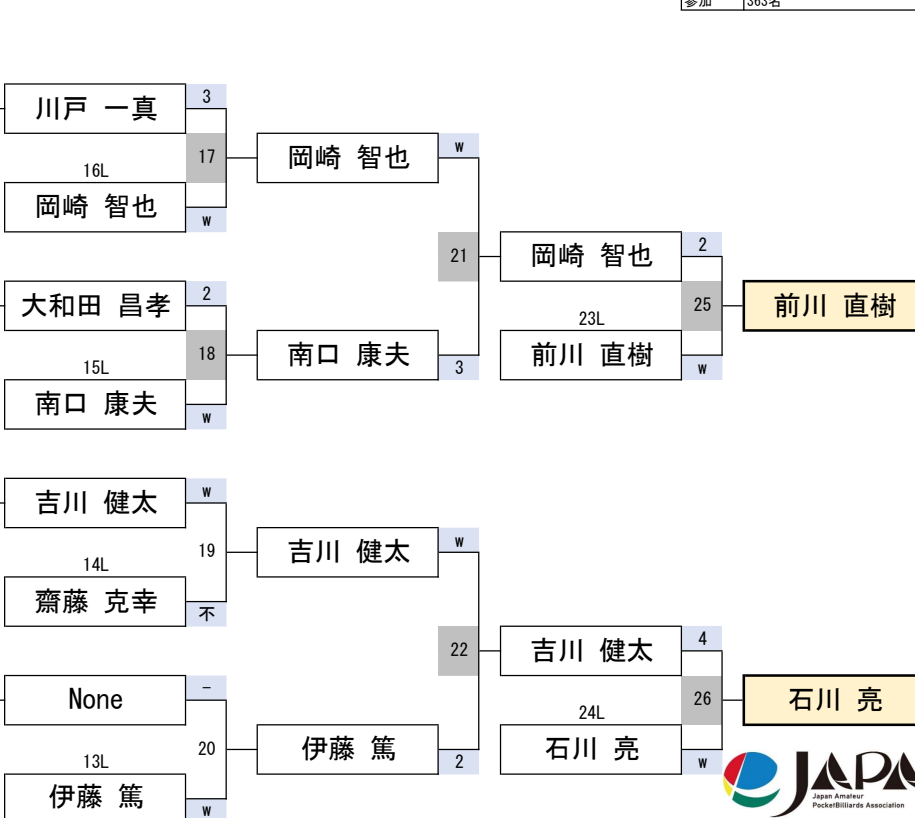 参加 363名
川戸 一真 3
17
16L
岡崎 智也 W
岡崎 智也 W
大和田 昌孝 2
18
15L
南口 康夫 W
南口 康夫 3
21
岡崎 智也 2
25
23L
前川 直樹 W
前川 直樹
吉川 健太 W
19
14L
齋藤 克幸 不
吉川 健太 W
None -
20
13L
伊藤 篤 W
伊藤 篤 2
22
吉川 健太 4
26
24L
石川 亮 W
石川 亮
JAPA
Japan Amateur
PocketBilliards Association